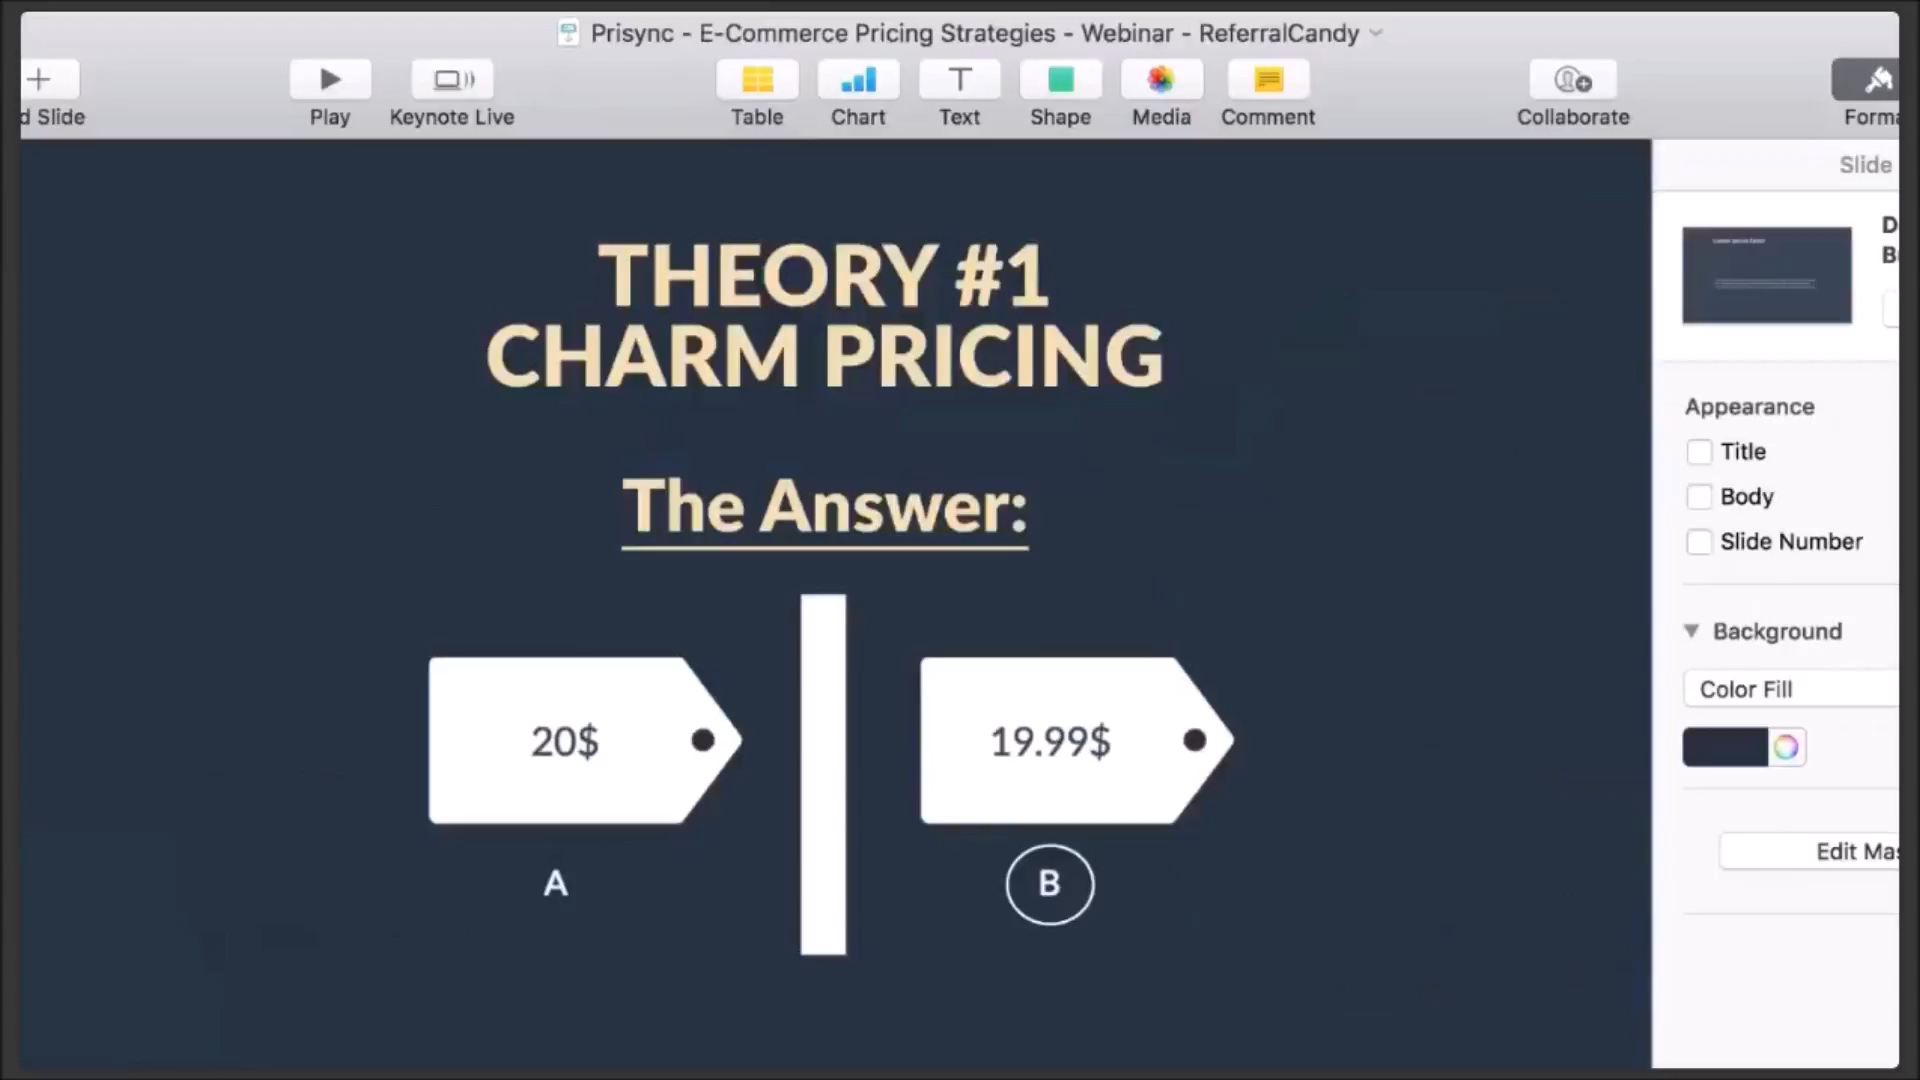 Prisync - E-Commerce Pricing Strategies - Webinar - ReferralCandy
d Slide
Play
Keynote Live
Table
Chart
Text
Shape
Media
Comment
Collaborate
Forma
Slide
THEORY #1
CHARM PRICING
The Answer:
20$
19.99$
A
B
D
B
Appearance
Title
Body
Slide Number
Background
Color Fill
Edit Mas